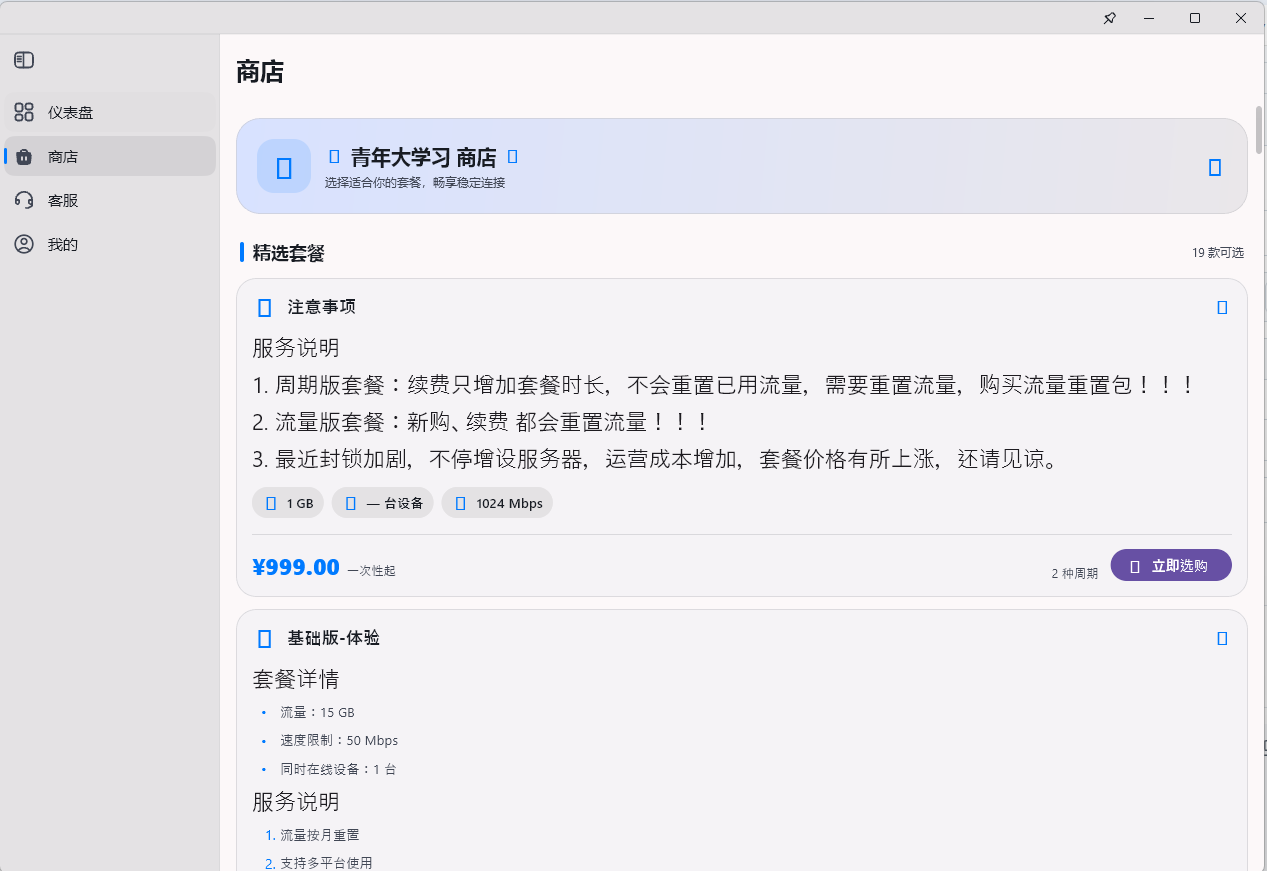 商店
仪表盘
商店
客服
我的
青年大学习 商店
选择适合你的套餐，畅享稳定连接
精选套餐
19 款可选
注意事项
服务说明
1. 周期版套餐：续费只增加套餐时长，不会重置已用流量，需要重置流量，购买流量重置包！！！
2. 流量版套餐：新购、续费 都会重置流量！！！
3. 最近封锁加剧，不停增设服务器，运营成本增加，套餐价格有所上涨，还请见谅。
1 GB
— 台设备
1024 Mbps
¥999.00 一次性起
2 种周期
立即选购
基础版-体验
套餐详情
• 流量：15 GB
• 速度限制：50 Mbps
• 同时在线设备：1 台
服务说明
1. 流量按月重置
2. 支持多平台使用